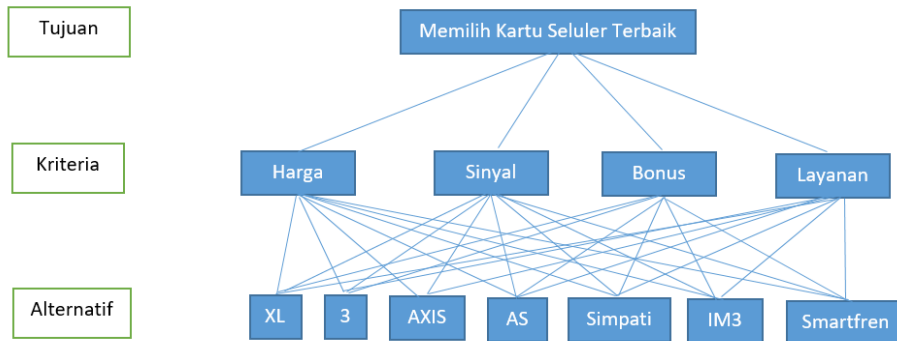 Tujuan
Memilih Kartu Seluler Terbaik
Kriteria
Harga
Sinyal
Bonus
Layanan
Alternatif
XL
3
AXIS
AS
Simpati
IM3
Smartfren